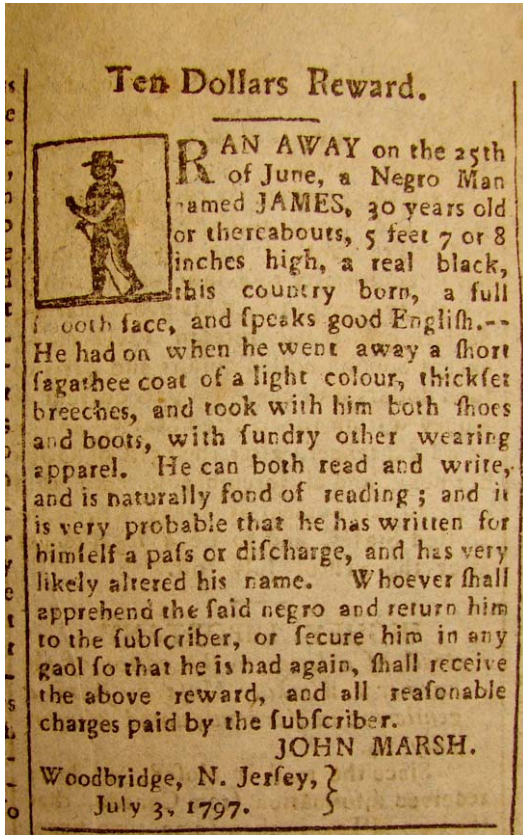 Ten Dollars Reward.
RAN AWAY on the 25th
of June, a Negro Man
named JAMES, 30 years old
or thereabouts, 5 feet 7 or 8
inches high, a real black,
this country born, a full
ſmooth face, and ſpeaks good Engliſh.--
He had on when he went away a ſhort
ſagathee coat of a light colour, thickſet
breeches, and took with him both ſhoes
and boots, with ſundry other wearing
apparel. He can both read and write,
and is naturally fond of reading ; and it
is very probable that he has written for
himſelf a paſs or diſcharge, and has very
likely altered his name. Whoever ſhall
apprehend the ſaid negro and return him
to the ſubſcriber, or ſecure him in any
gaol ſo that he is had again, ſhall receive
the above reward, and all reaſonable
charges paid by the ſubſcriber.
JOHN MARSH.
Woodbridge, N. Jerſey, }
July 3, 1797.